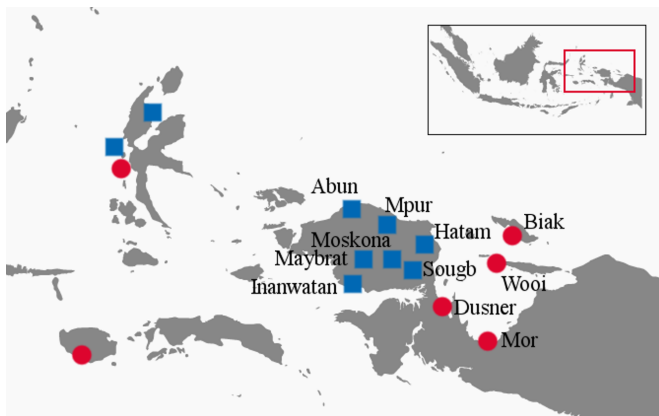 Abun
Mpur
Biak
Hatam
Moskona
Maybrat
Sougb
Wooi
Inanwatan
Dusner
Mor